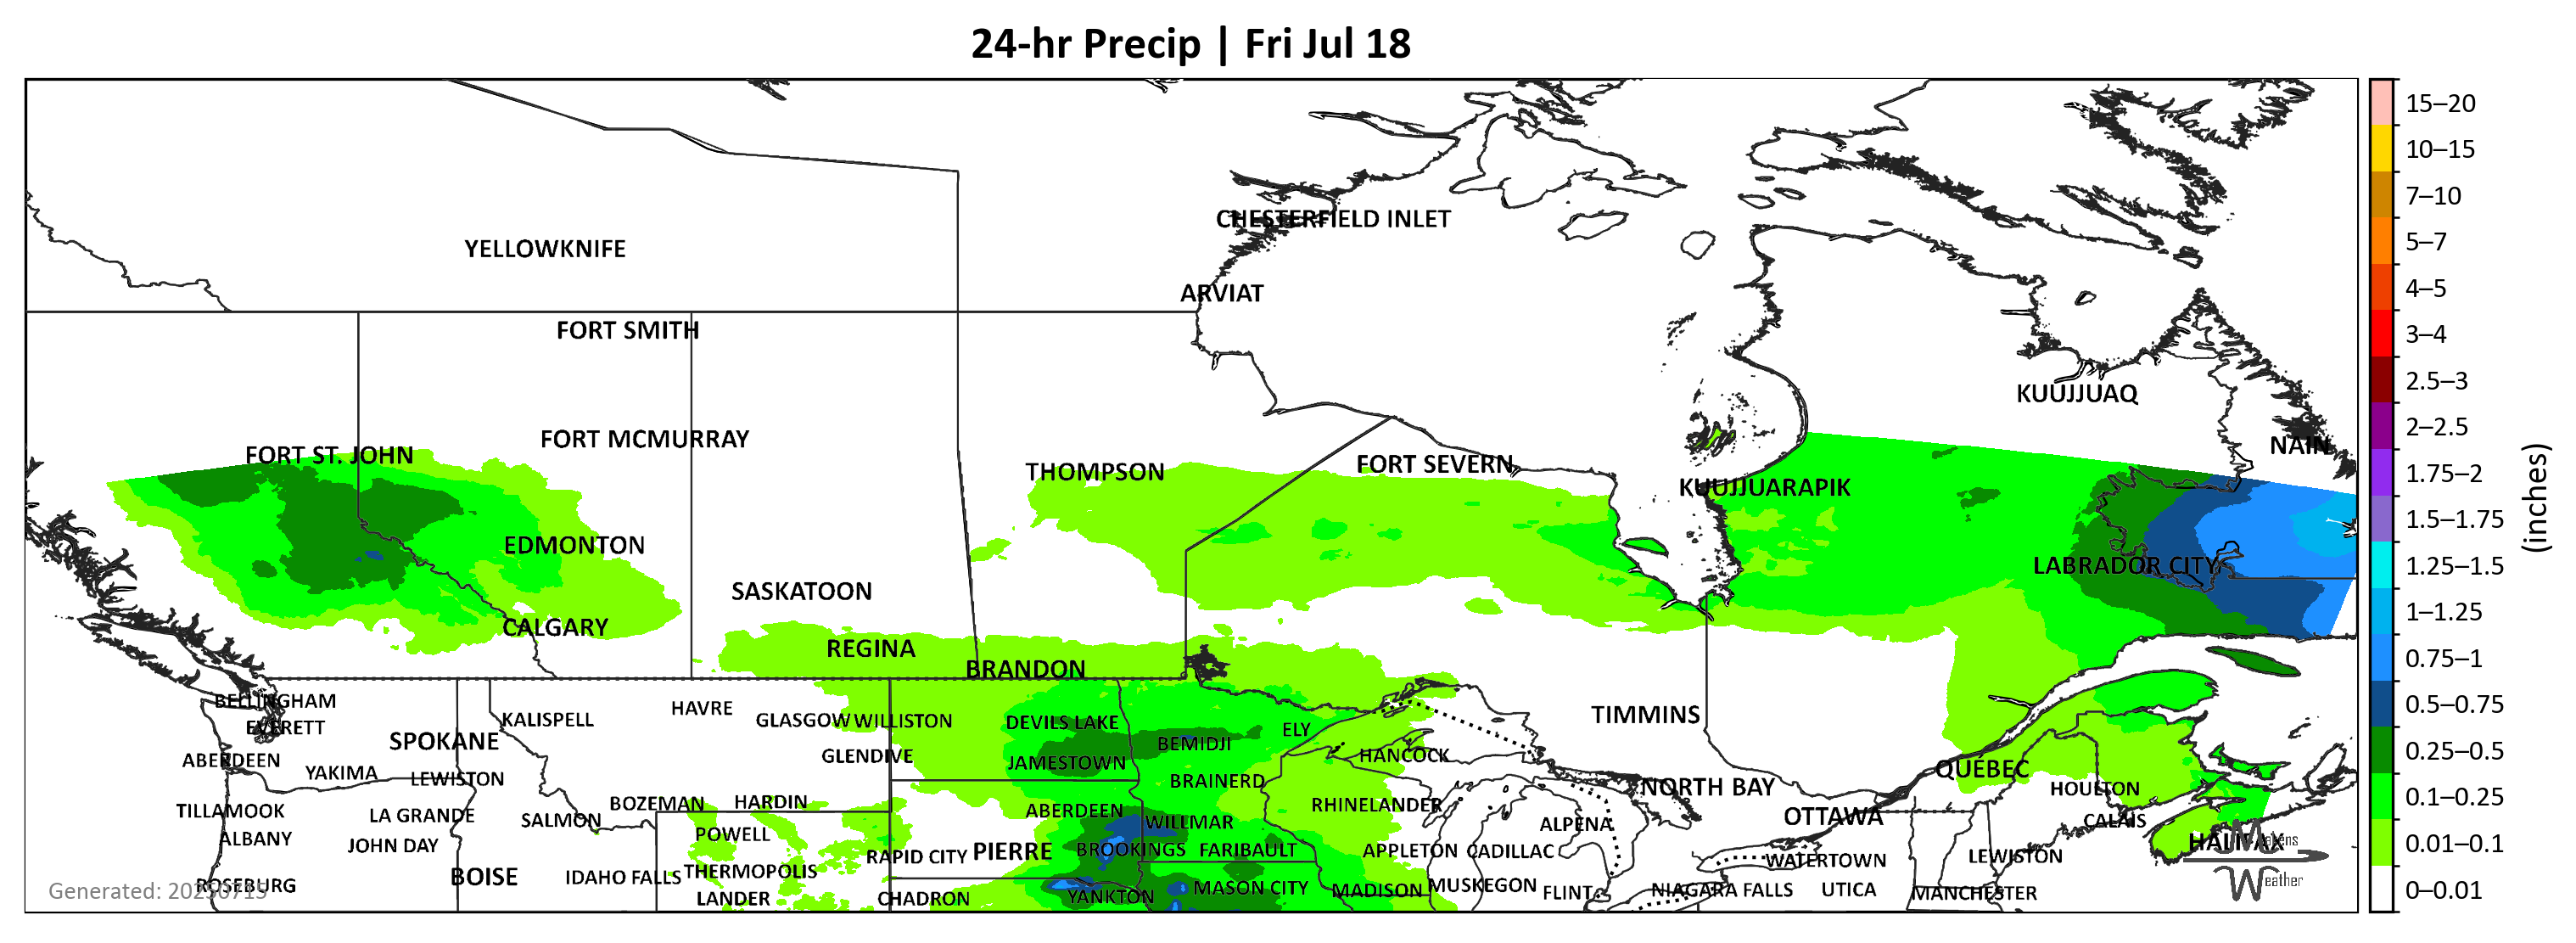 24-hr Precip | Fri Jul 18
15–20
10–15
7–10
5–7
4–5
3–4
2.5–3
2–2.5
1.75–2
1.5–1.75
1.25–1.5
1–1.25
0.75–1
0.5–0.75
0.25–0.5
0.1–0.25
0.01–0.1
0–0.01
(inches)
CHESTERFIELD INLET
YELLOWKNIFE
ARVIAT
FORT SMITH
KUUJJUAQ
FORT MCMURRAY
NAIN
FORT ST. JOHN
FORT SEVERN
THOMPSON
KUUJJUARAPIK
EDMONTON
LABRADOR CITY
SASKATOON
CALGARY
REGINA
BRANDON
BELLINGHAM
HAVRE
KALISPELL
GLASGOW
WILLISTON
DEVILS LAKE
TIMMINS
EVERETT
ELY
SPOKANE
BEMIDJI
ABERDEEN
GLENDIVE
JAMESTOWN
HANCOCK
QUÉBEC
YAKIMA
LEWISTON
BRAINERD
NORTH BAY
HOULTON
TILLAMOOK
LA GRANDE
BOZEMAN
HARDIN
ABERDEEN
RHINELANDER
SALMON
WILLMAR
ALPENA
OTTAWA
CALAIS
ALBANY
JOHN DAY
POWELL
HALIFAX
RAPID CITY
PIERRE
BROOKINGS
FARIBAULT
APPLETON
CADILLAC
WATERTOWN
LEWISTON
BOISE
IDAHO FALLS
THERMOPOLIS
ROSEBURG
MASON CITY
MADISON
MUSKEGON
FLINT
NIAGARA FALLS
UTICA
MANCHESTER
LANDER
CHADRON
YANKTON
Generated: 20250715
Weather